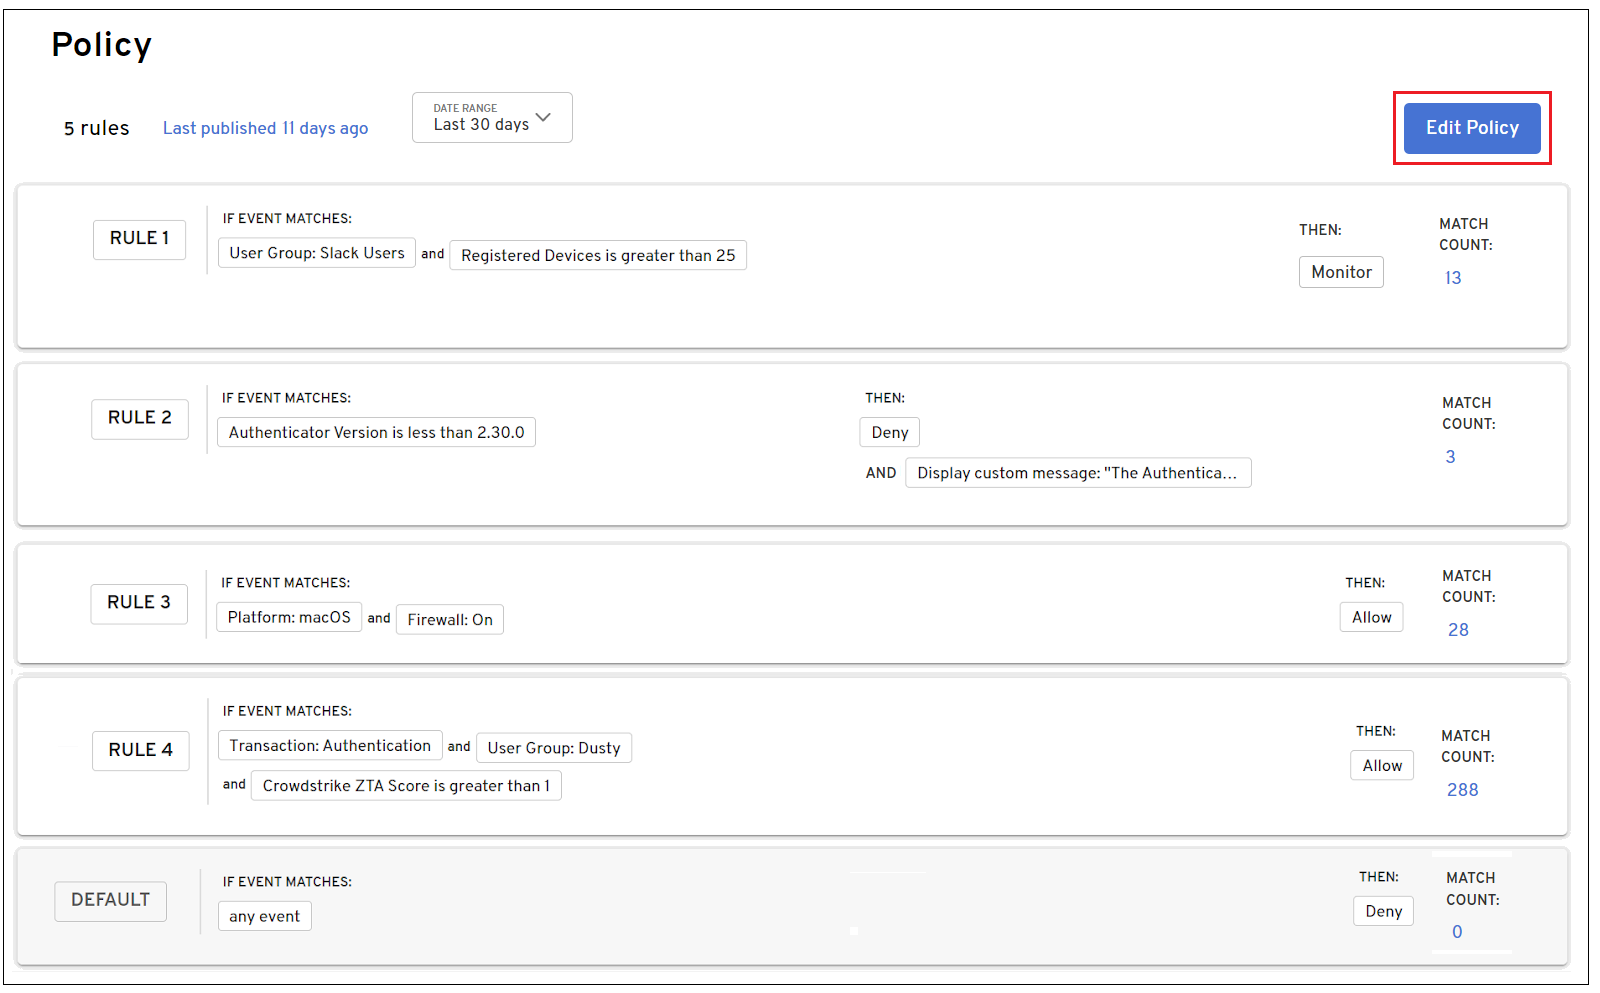 Policy
5 rules
Last published 11 days ago
DATE RANGE
Last 30 days
Edit Policy
RULE 1
IF EVENT MATCHES:
User Group: Slack Users and Registered Devices is greater than 25
THEN:
Monitor
MATCH
COUNT:
13
RULE 2
IF EVENT MATCHES:
Authenticator Version is less than 2.30.0
THEN:
Deny
AND Display custom message: "The Authentica...
MATCH
COUNT:
3
RULE 3
IF EVENT MATCHES:
Platform: macOS and Firewall: On
THEN:
Allow
MATCH
COUNT:
28
RULE 4
IF EVENT MATCHES:
Transaction: Authentication and User Group: Dusty
and Crowdstrike ZTA Score is greater than 1
THEN:
Allow
MATCH
COUNT:
288
DEFAULT
IF EVENT MATCHES:
any event
THEN:
Deny
MATCH
COUNT:
0